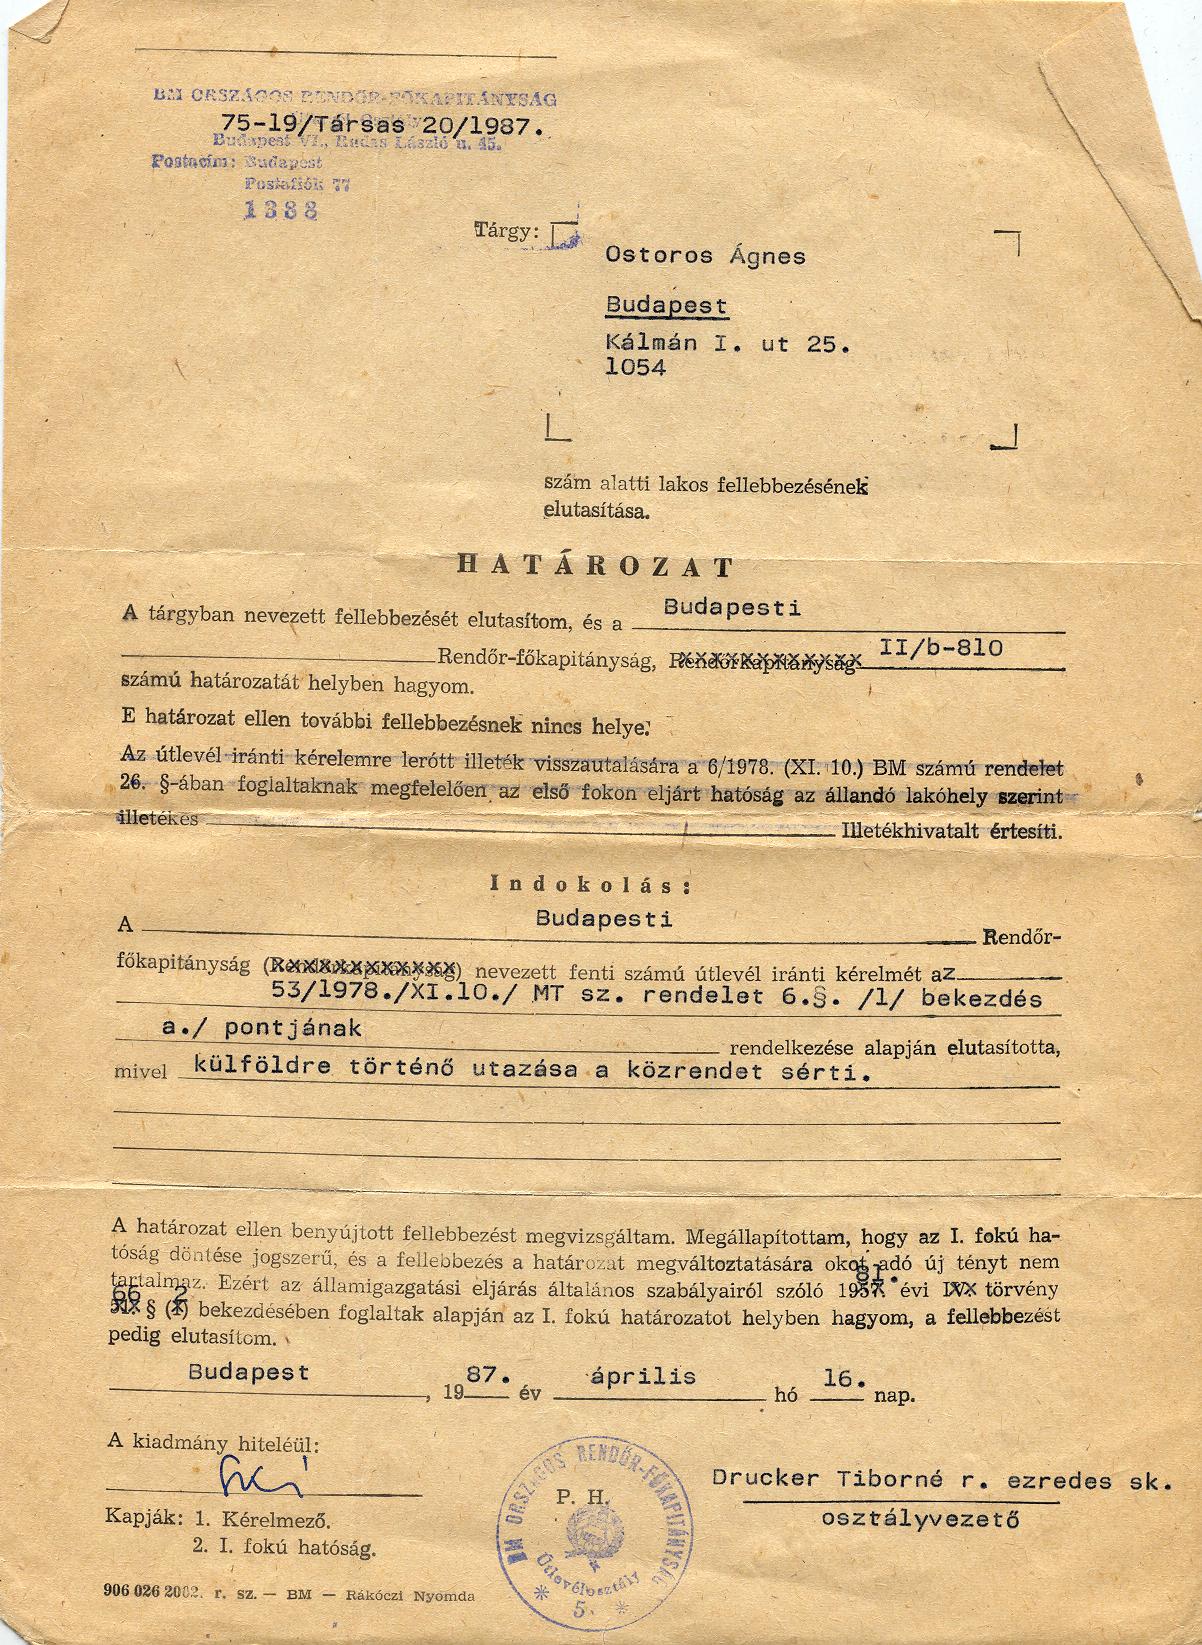 BM ORSZÁGOS RENDŐR-FŐKAPITÁNYSÁG
75-19/Társas 20/1987.
Budapest VI., Rudas László u. 45.
Postacím: Budapest
Postafiók 77
1388
Tárgy:
Ostoros Ágnes
Budapest
Kálmán I. ut 25.
1054
szám alatti lakos fellebbezésének
elutasítása.
HATÁROZAT
A tárgyban nevezett fellebbezését elutasítom, és a Budapesti
Rendőr-főkapitányság, Rendőrkapitányság II/b-810
számú határozatát helyben hagyom.
E határozat ellen további fellebbezésnek nincs helye.
Az útlevél iránti kérelemre lerótt illeték visszautalására a 6/1978. (XI. 10.) BM számú rendelet
26. §-ában foglaltaknak megfelelően az első fokon eljárt hatóság az állandó lakóhely szerint
illetékes Illetékhivatalt értesíti.
Indokolás:
A Budapesti Rendőr-
főkapitányság (Rendőrkapitányság) nevezett fenti számú útlevél iránti kérelmét az
53/1978./XI.10./ MT sz. rendelet 6.§. /1/ bekezdés
a./ pontjának rendelkezése alapján elutasította,
mivel külföldre történő utazása a közrendet sérti.
A határozat ellen benyújtott fellebbezést megvizsgáltam. Megállapítottam, hogy az I. fokú ha-
tóság döntése jogszerű, és a fellebbezés a határozat megváltoztatására okot adó új tényt nem
tartalmaz. Ezért az államigazgatási eljárás általános szabályairól szóló 1981. évi I. törvény
66 § (2) bekezdésében foglaltak alapján az I. fokú határozatot helyben hagyom, a fellebbezést
pedig elutasítom.
Budapest, 1987. év április hó 16. nap.
A kiadmány hiteléül:
Kapják: 1. Kérelmező.
2. I. fokú hatóság.
P. H.
BM ORSZÁGOS RENDŐR-FŐKAPITÁNYSÁG
Útlevélosztály
* 5. *
Drucker Tiborné r. ezredes sk.
osztályvezető
906 026 2002. r. sz. — BM — Rákóczi Nyomda